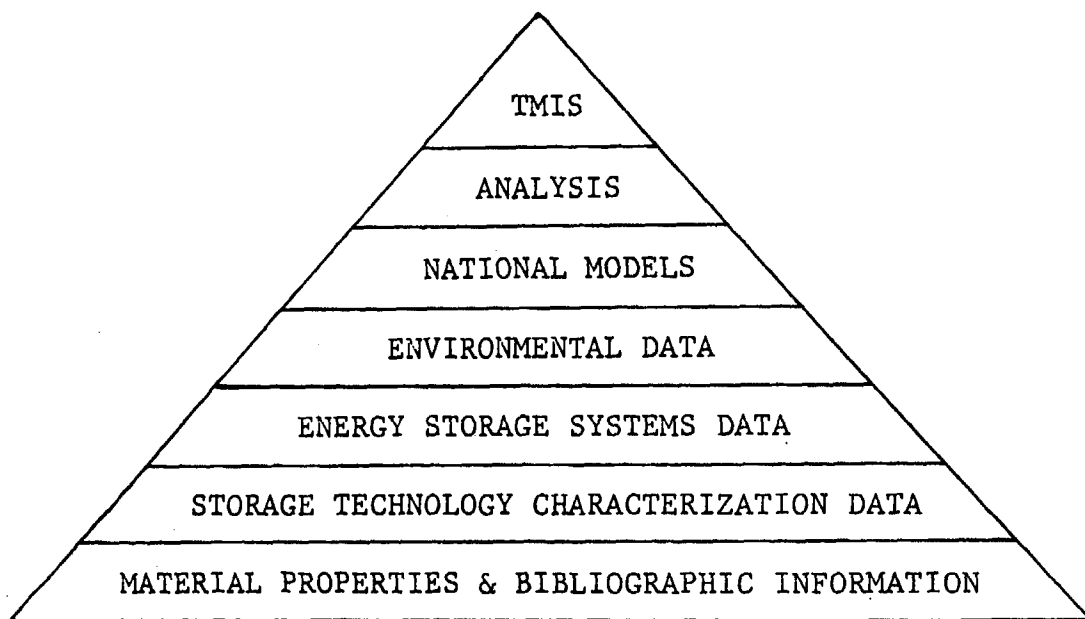 TMIS
ANALYSIS
NATIONAL MODELS
ENVIRONMENTAL DATA
ENERGY STORAGE SYSTEMS DATA
STORAGE TECHNOLOGY CHARACTERIZATION DATA
MATERIAL PROPERTIES & BIBLIOGRAPHIC INFORMATION